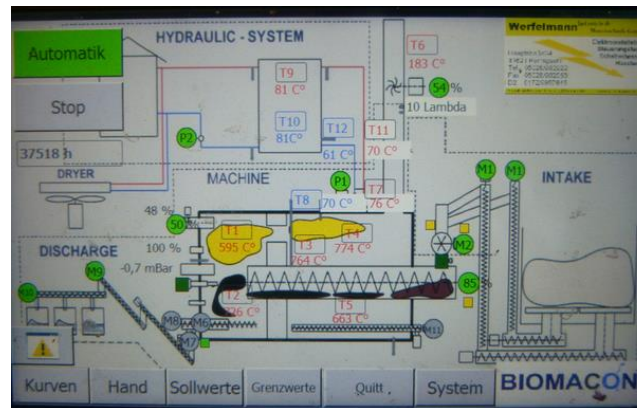 Automatik
HYDRAULIC - SYSTEM
T6
183 C°
Werfelmann
T9
81 C°
54 %
10 Lambda
Stop
T10
81C°
T12
61 C°
T11
70 C°
P2
37518 h
DRYER
MACHINE
P1
T7
76 C°
T8
70 C°
M1
M1
INTAKE
48 %
50
T1
595 C°
T4
774 C°
T3
764 C°
M2
DISCHARGE
100 %
-0,7 mBar
M9
85
T2
T5
663 C°
M8
M6
M7
M11
Kurven
Hand
Sollwerte
Grenzwerte
Quitt .
System
BIOMACON